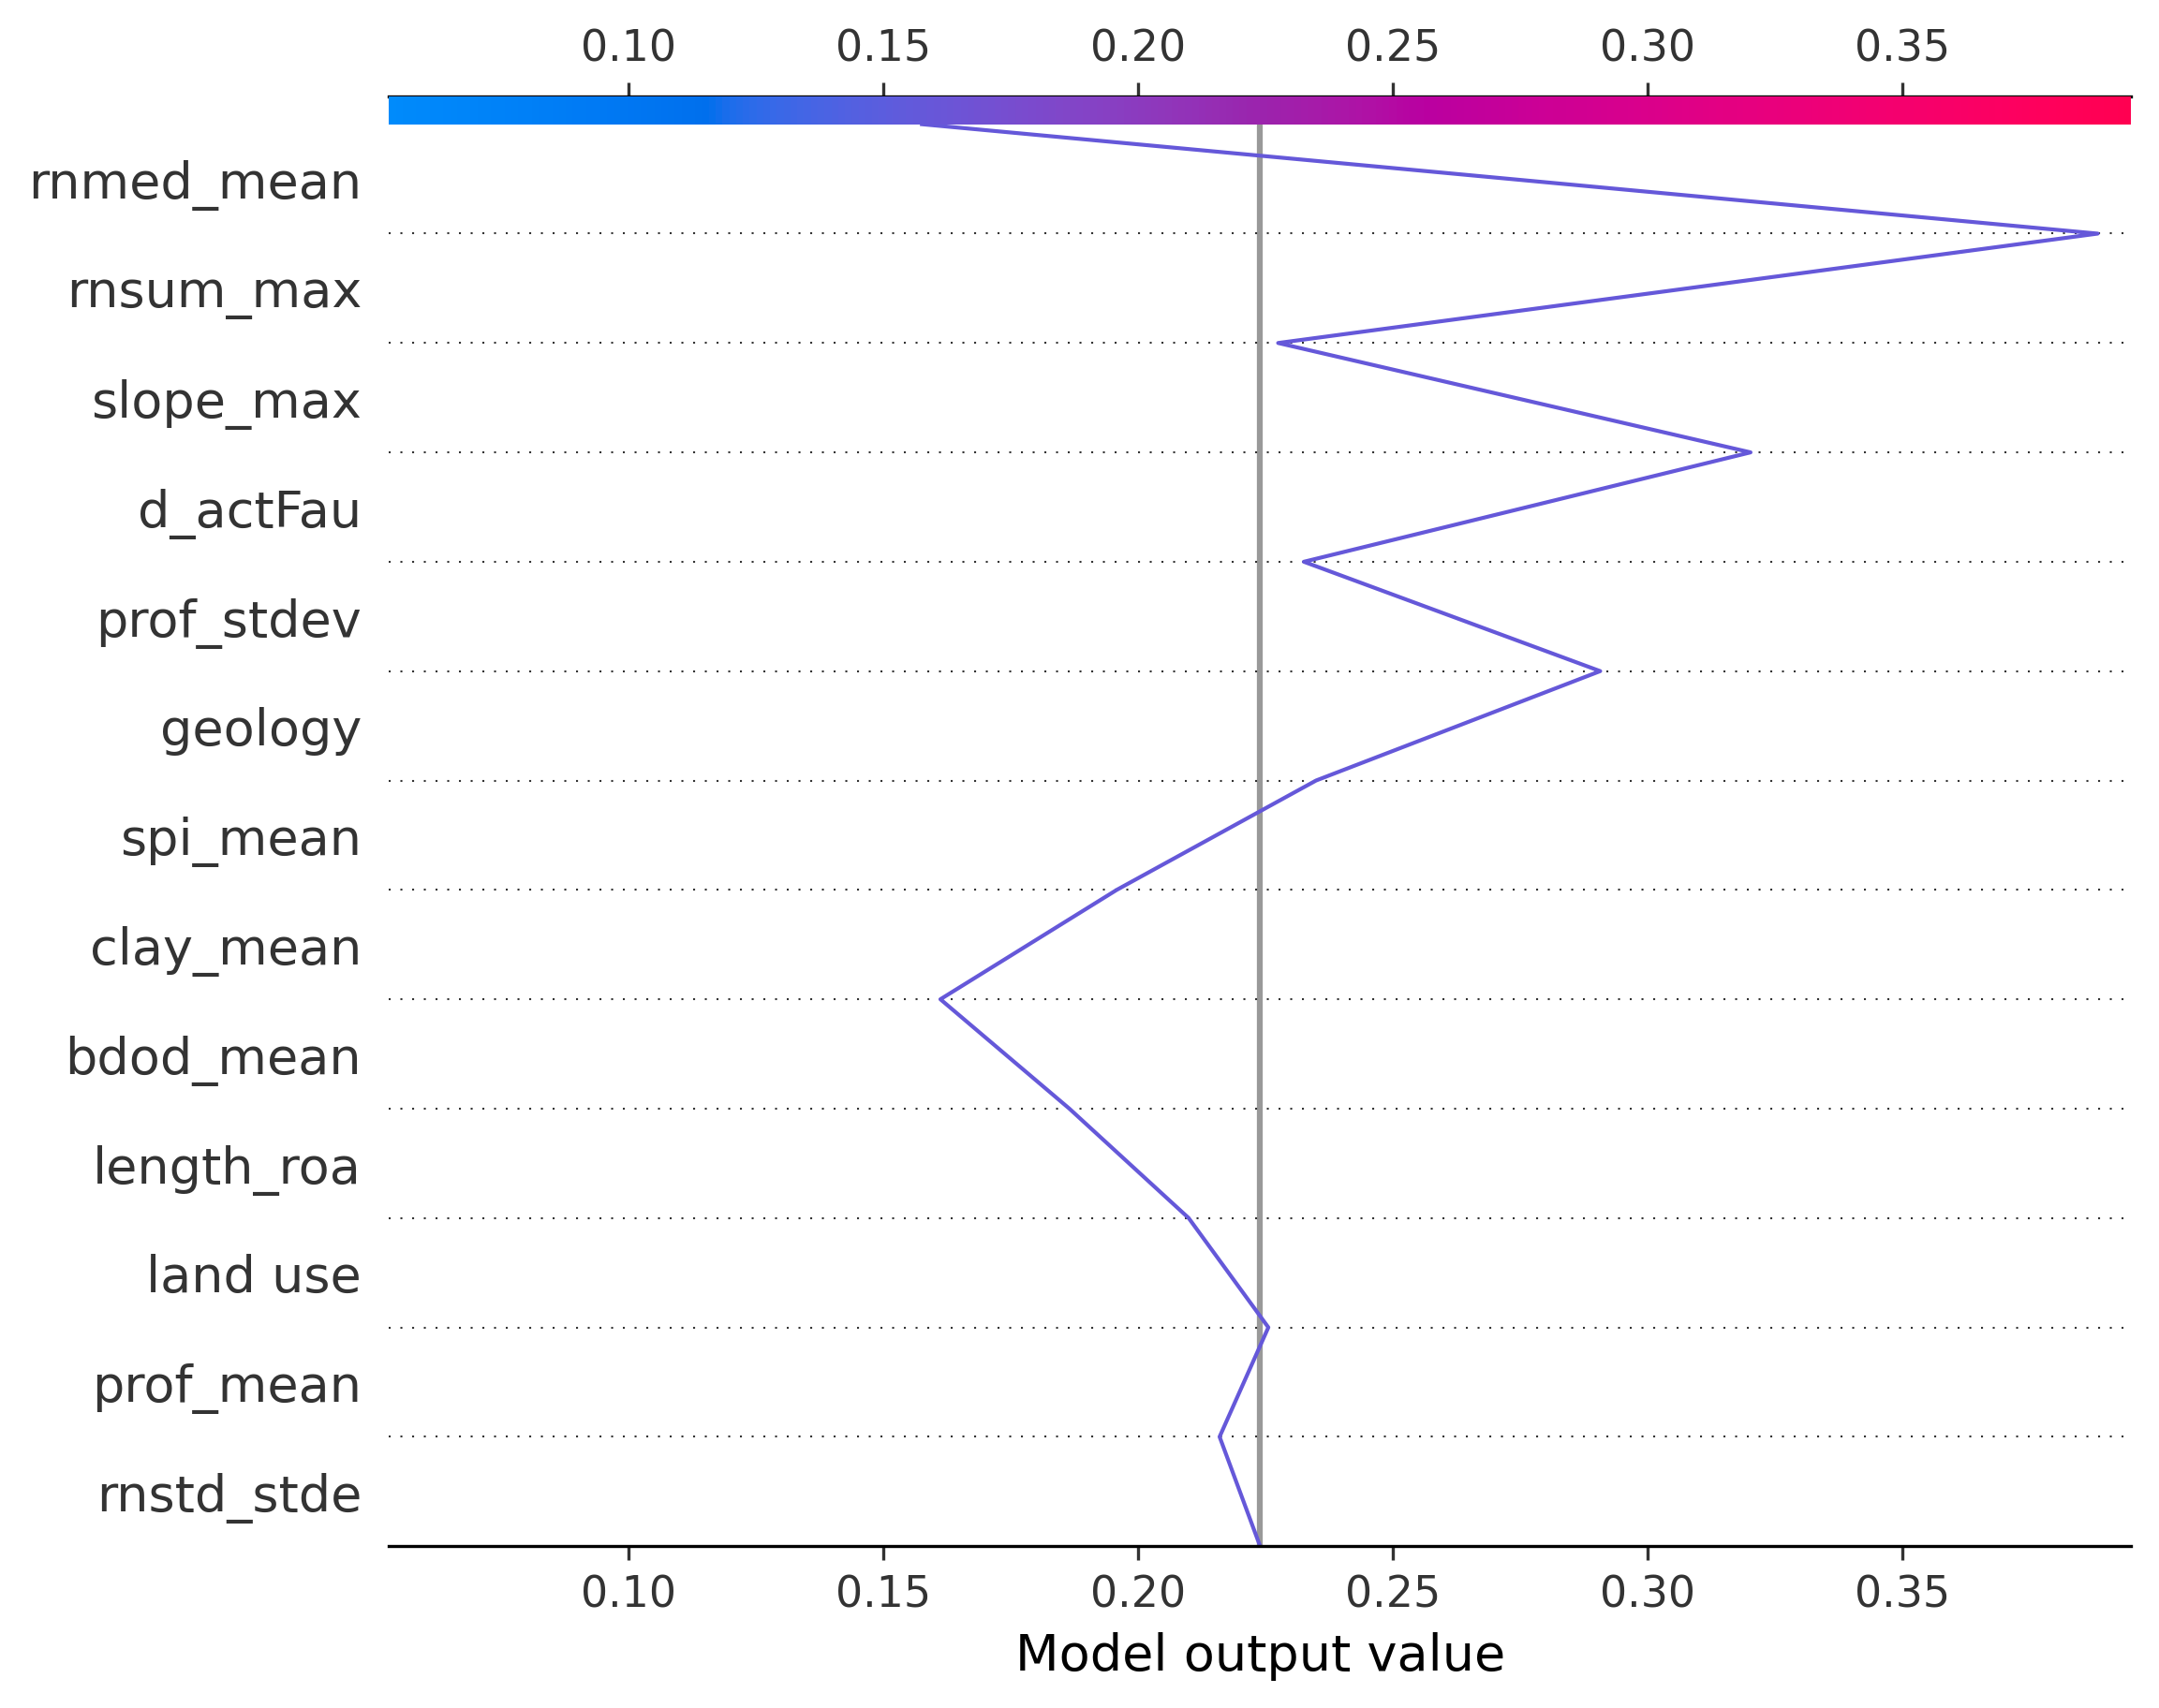 0.10 0.15 0.20 0.25 0.30 0.35
rnmed_mean
rnsum_max
slope_max
d_actFau
prof_stdev
geology
spi_mean
clay_mean
bdod_mean
length_roa
land use
prof_mean
rnstd_stde
0.10 0.15 0.20 0.25 0.30 0.35
Model output value